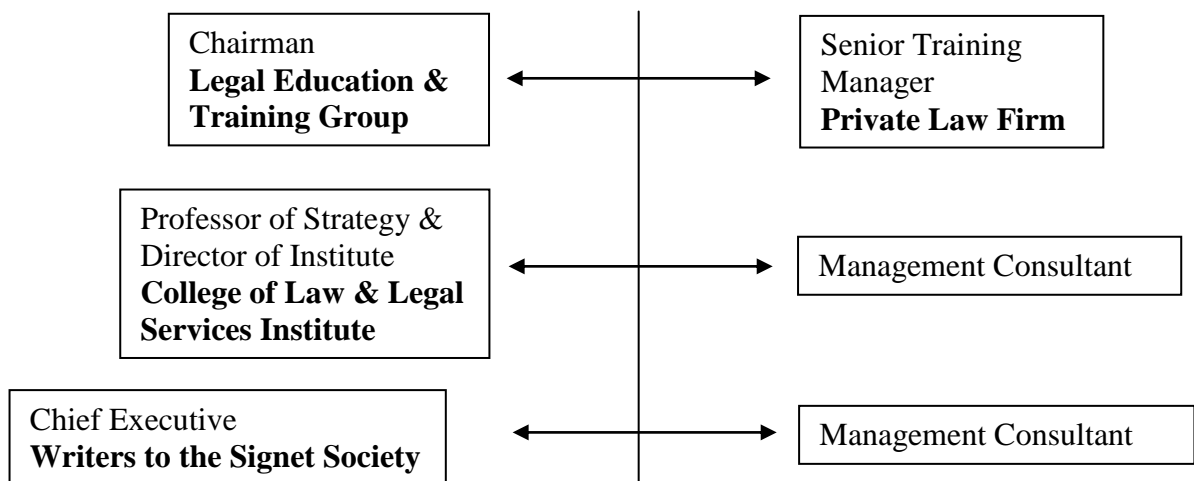 Chairman
Legal Education &
Training Group
Senior Training
Manager
Private Law Firm
Professor of Strategy &
Director of Institute
College of Law & Legal
Services Institute
Management Consultant
Chief Executive
Writers to the Signet Society
Management Consultant